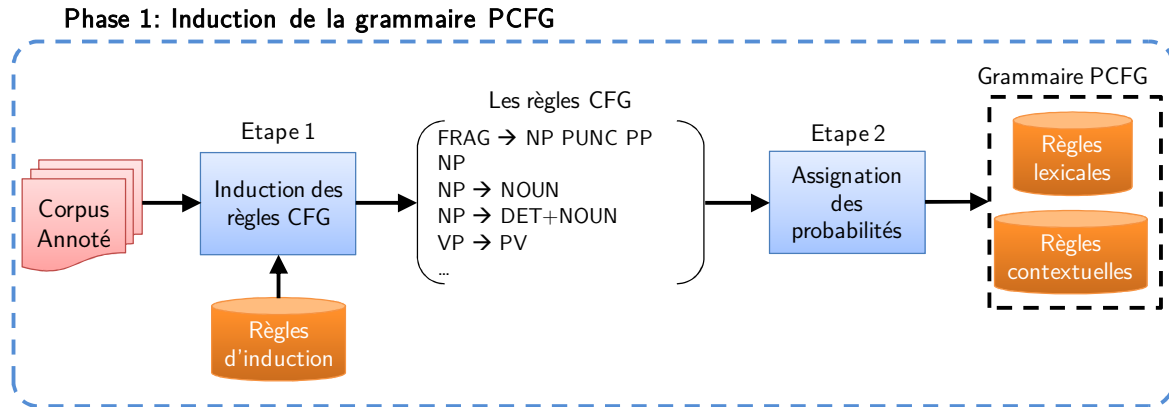 Phase 1: Induction de la grammaire PCFG
Grammaire PCFG
Les règles CFG
Etape 1
Etape 2
Corpus
Annoté
Induction des
règles CFG
FRAG → NP PUNC PP
NP
NP → NOUN
NP → DET+NOUN
VP → PV
...
Assignation
des
probabilités
Règles
lexicales
Règles
contextuelles
Règles
d'induction